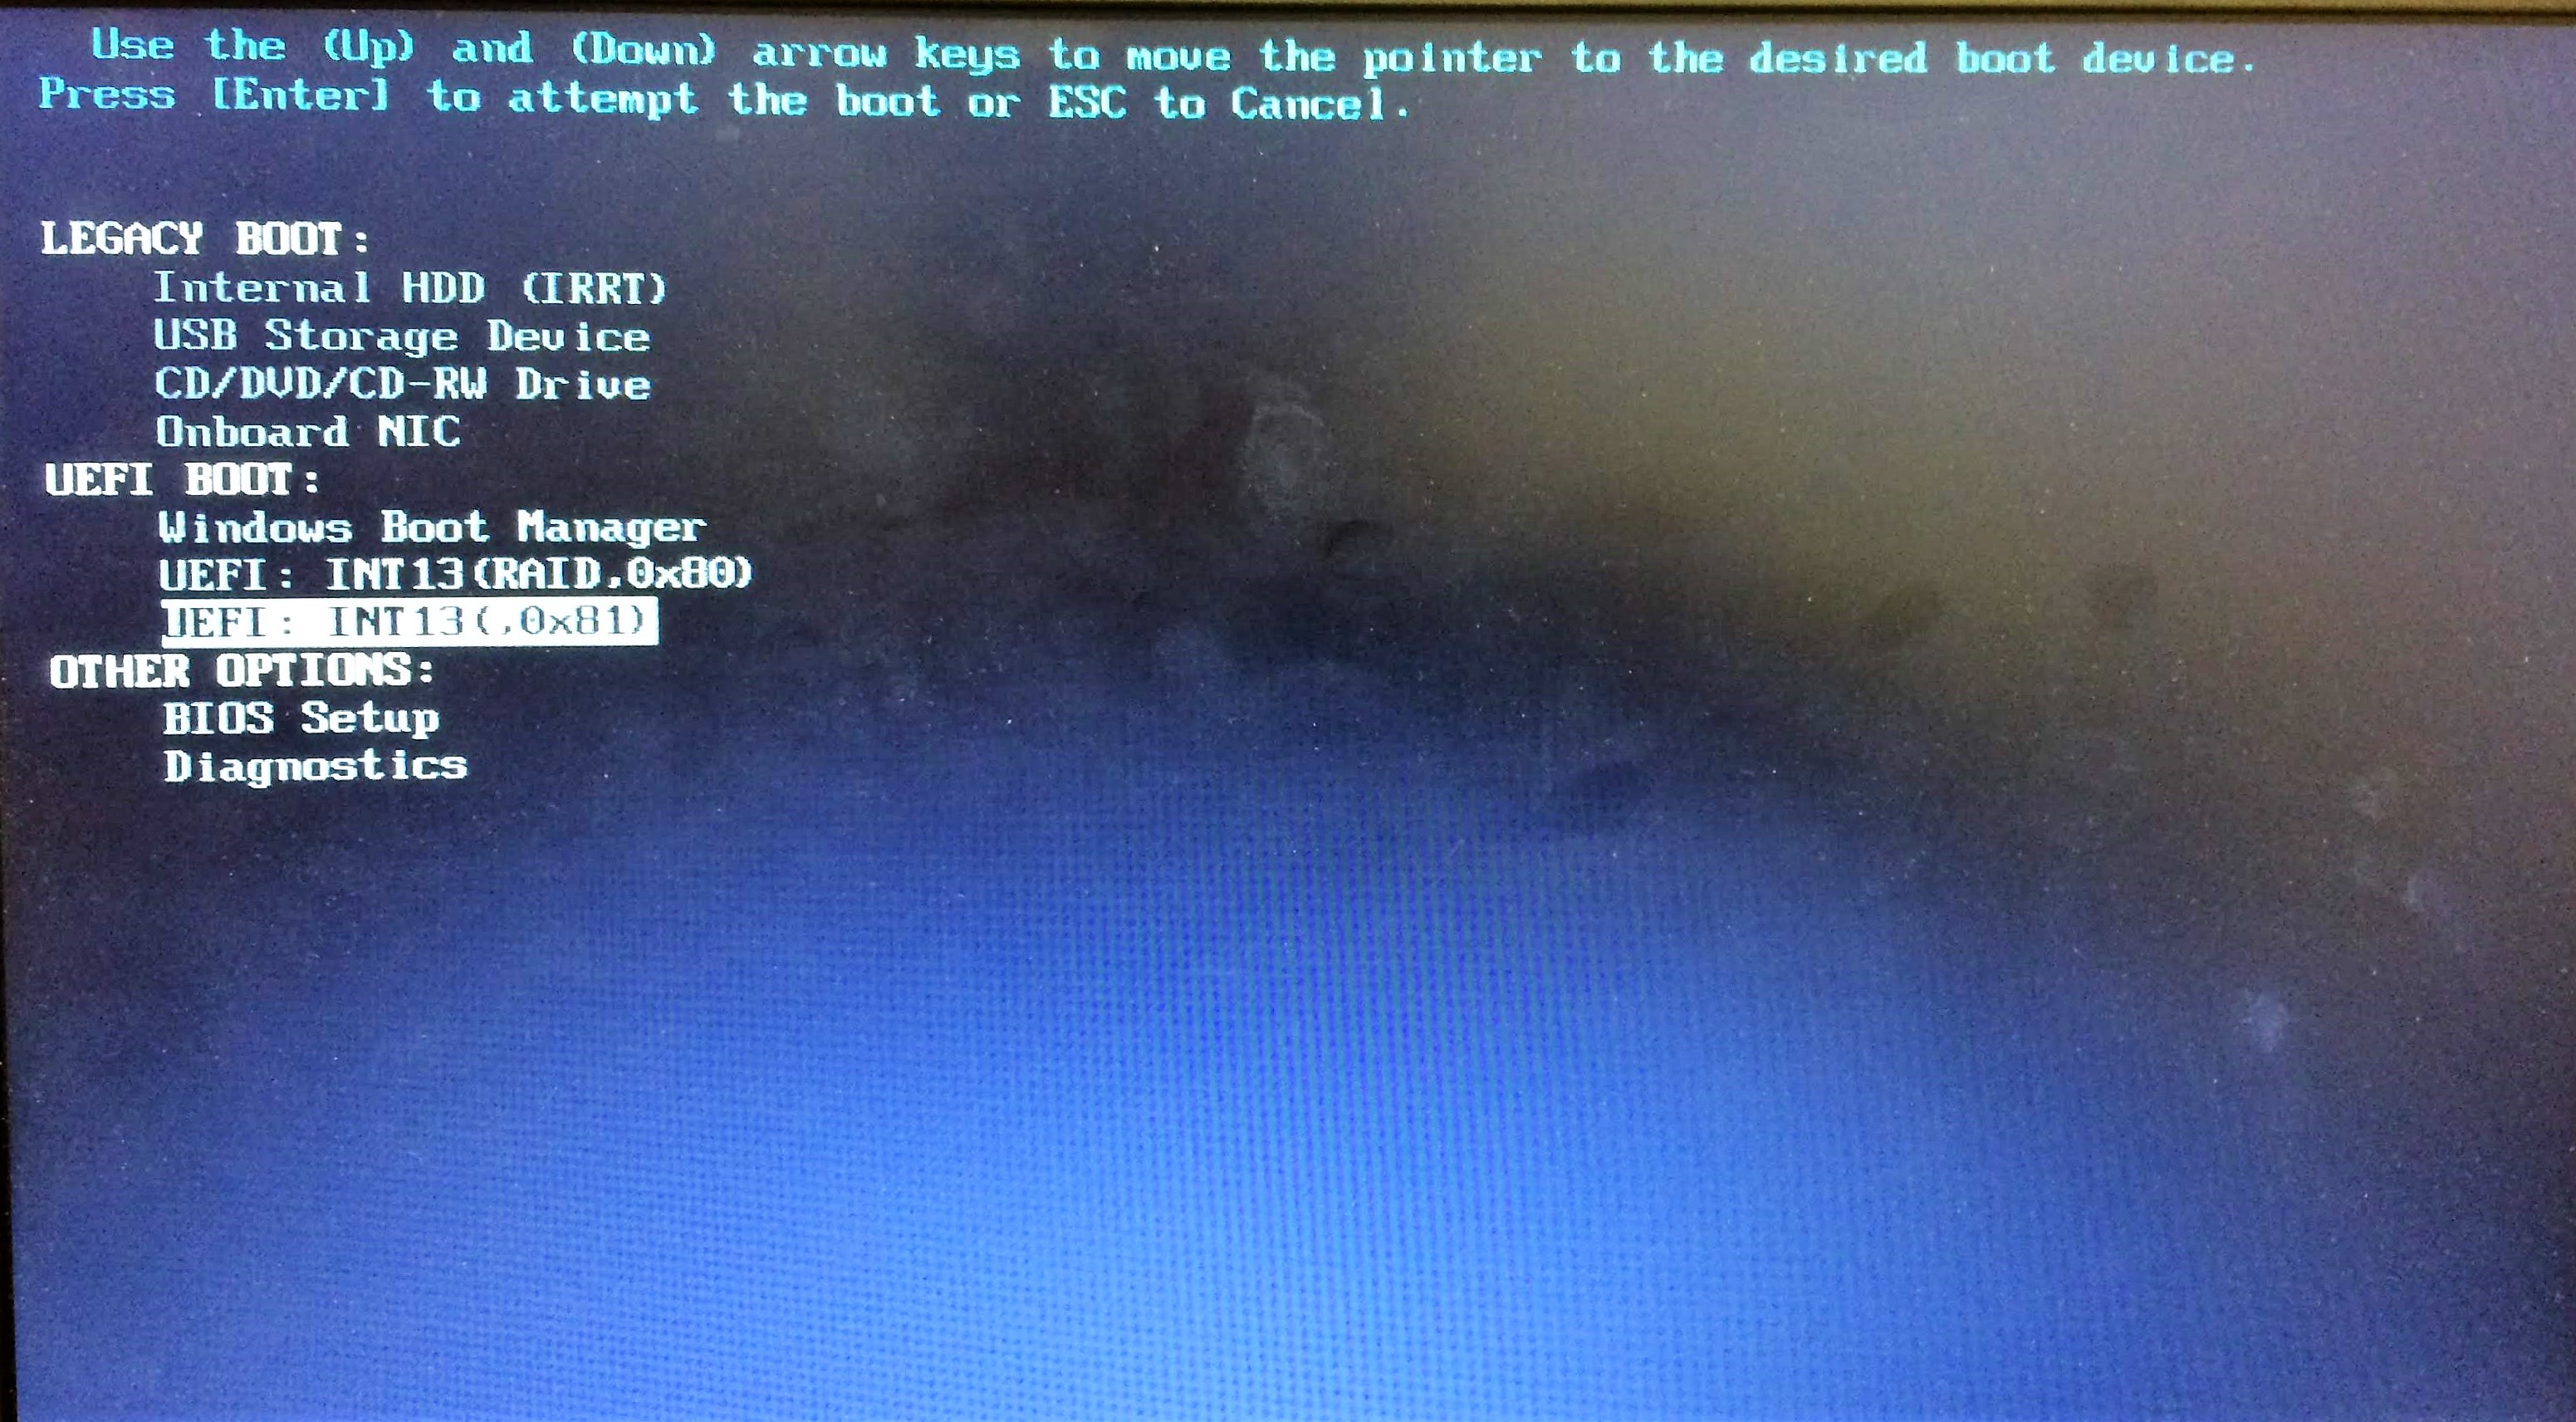 Use the (Up) and (Down) arrow keys to move the pointer to the desired boot device.
Press [Enter] to attempt the boot or ESC to Cancel.
LEGACY BOOT:
Internal HDD (IRRT)
USB Storage Device
CD/DVD/CD-RW Drive
Onboard NIC
UEFI BOOT:
Windows Boot Manager
UEFI: INT13(RAID,0x80)
UEFI: INT13(,0x81)
OTHER OPTIONS:
BIOS Setup
Diagnostics